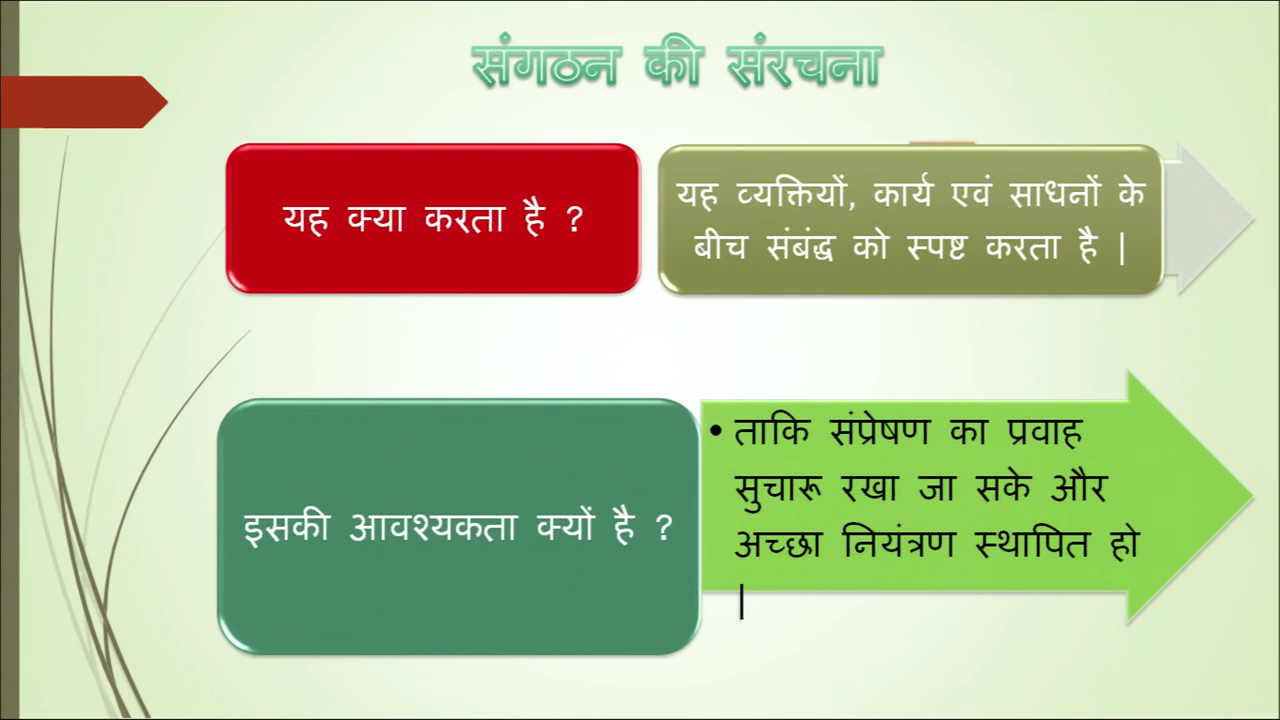 संगठन की संरचना
यह क्या करता है ?
यह व्यक्तियों, कार्य एवं साधनों के
बीच संबंद्ध को स्पष्ट करता है |
इसकी आवश्यकता क्यों है ?
• ताकि संप्रेषण का प्रवाह
सुचारू रखा जा सके और
अच्छा नियंत्रण स्थापित हो
|